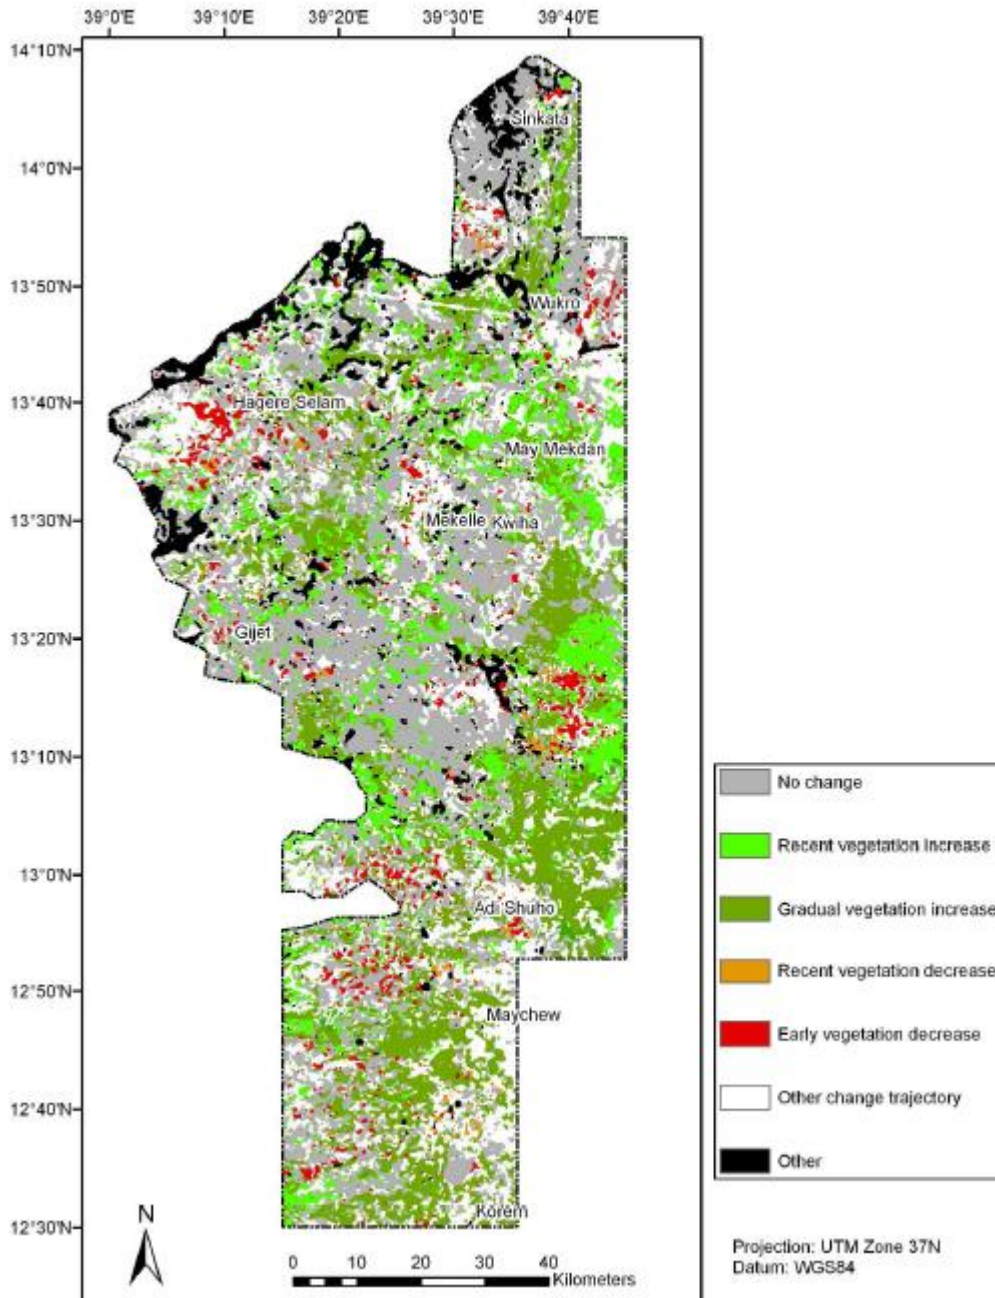 39°0'E 39°10'E 39°20'E 39°30'E 39°40'E
14°10'N
Sinkata
14°0'N
13°50'N
Wukro
13°40'N
Hagere Selam
May Mekdan
13°30'N
Mekelle Kwiha
13°20'N
Gijet
13°10'N
13°0'N
Adi Shuho
12°50'N
Maychew
12°40'N
12°30'N
Korem
N
0 10 20 30 40
Kilometers
No change
Recent vegetation increase
Gradual vegetation increase
Recent vegetation decrease
Early vegetation decrease
Other change trajectory
Other
Projection: UTM Zone 37N
Datum: WGS84